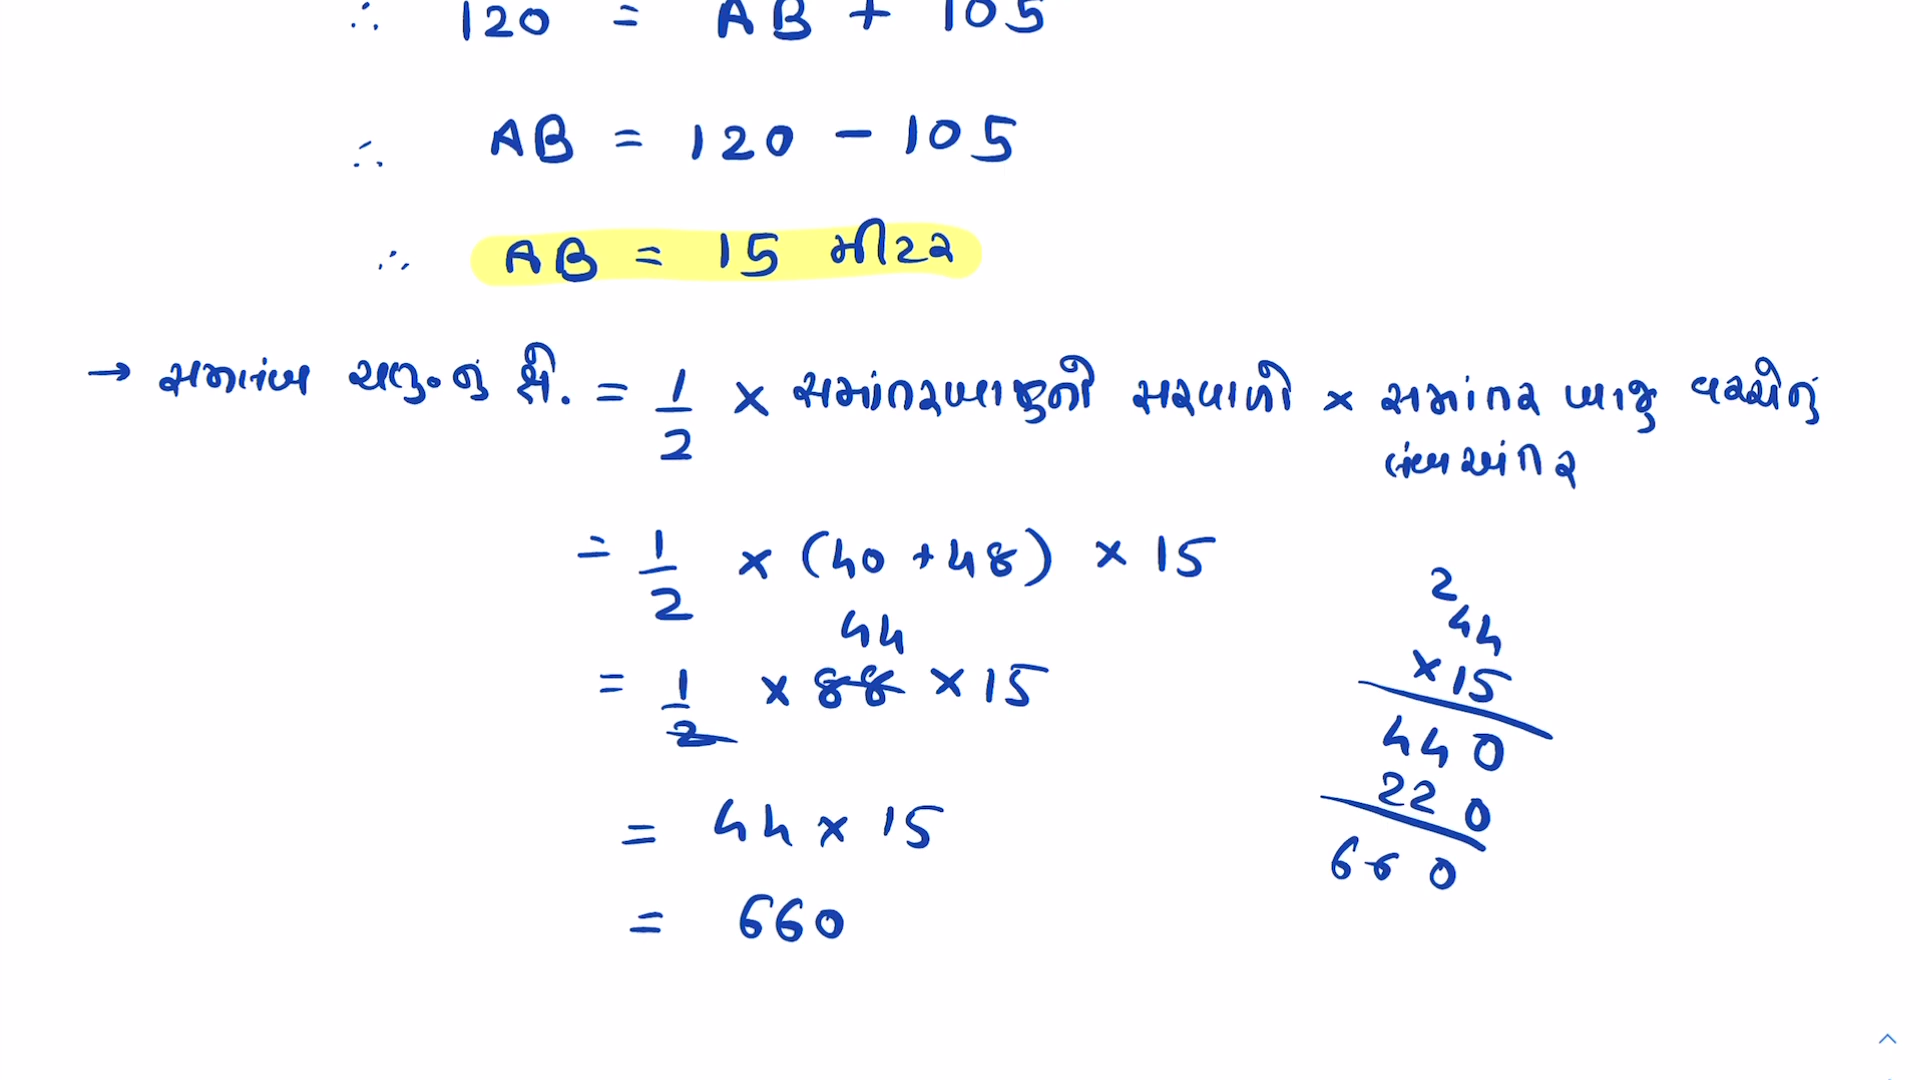 ∴ 120 = AB + 105
∴ AB = 120 - 105
∴ AB = 15 મીટર
→ સમલંબ ચતુ.નું ક્ષે. = 1/2 × સમાંતરબાજુનો સરવાળો × સમાંતર બાજુ વચ્ચેનું
લંબઅંતર
= 1/2 × (40 + 48) × 15
44
= 1/2 × 88 × 15
= 44 × 15
= 660
2
44
× 15
440
220
660